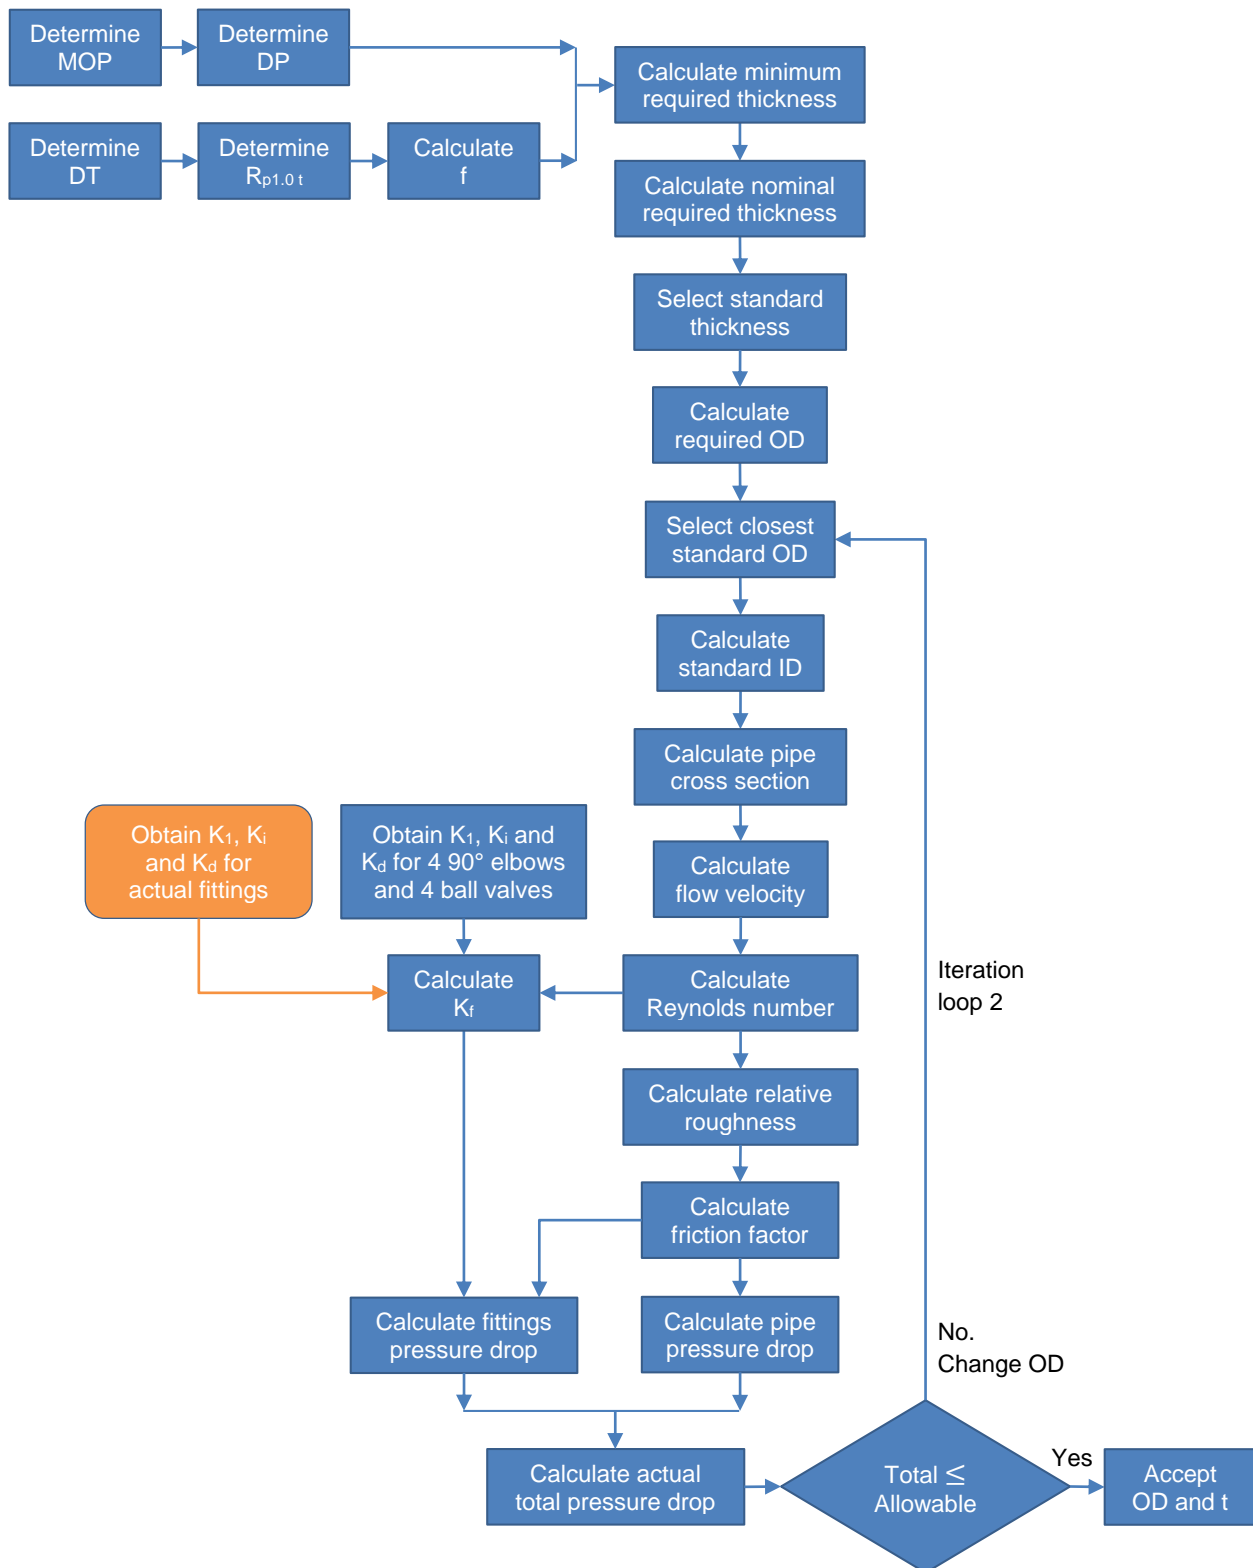 Determine
MOP
Determine
DP
Calculate minimum
required thickness
Determine
DT
Determine
Rp1.0 t
Calculate
f
Calculate nominal
required thickness
Select standard
thickness
Calculate
required OD
Select closest
standard OD
Calculate
standard ID
Calculate pipe
cross section
Obtain K1, Ki
and Kd for
actual fittings
Obtain K1, Ki and
Kd for 4 90° elbows
and 4 ball valves
Calculate
flow velocity
Calculate
Kf
Calculate
Reynolds number
Iteration
loop 2
Calculate relative
roughness
Calculate
friction factor
Calculate fittings
pressure drop
Calculate pipe
pressure drop
No.
Change OD
Calculate actual
total pressure drop
Total ≤
Allowable
Yes
Accept
OD and t